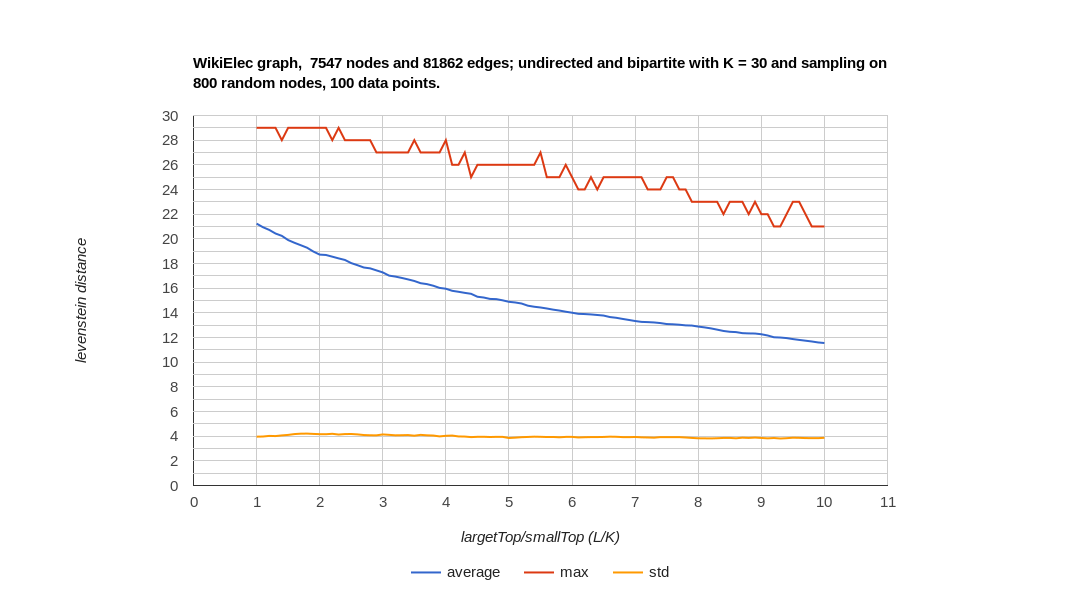 WikiElec graph,  7547 nodes and 81862 edges; undirected and bipartite with K = 30 and sampling on
800 random nodes, 100 data points.
30
28
26
24
22
20
18
16
14
12
10
8
6
4
2
0
levenstein distance
0 1 2 3 4 5 6 7 8 9 10 11
largetTop/smallTop (L/K)
average max std